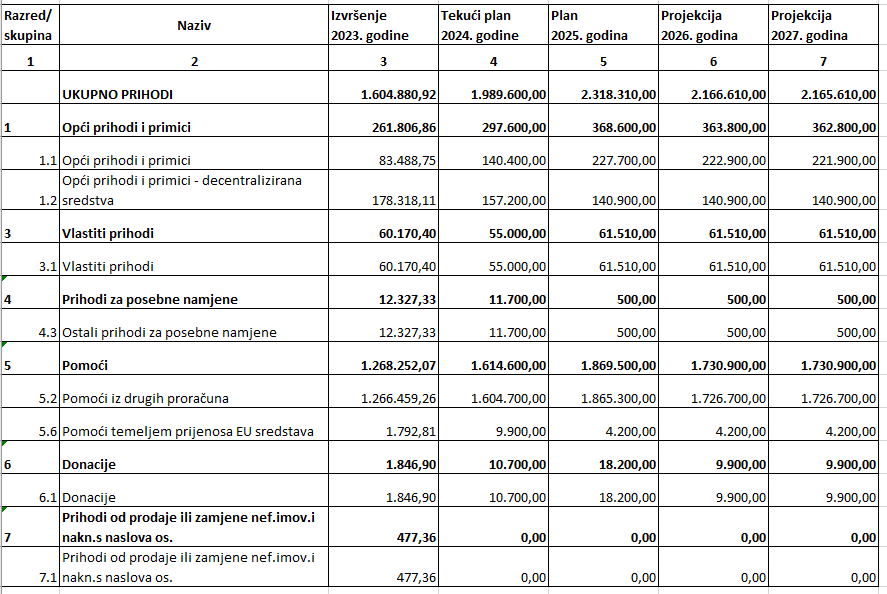 Razred/ skupina Naziv Izvršenje 2023. godine Tekući plan 2024. godine Plan 2025. godina Projekcija 2026. godina Projekcija 2027. godina
1 2 3 4 5 6 7
UKUPNO PRIHODI 1.604.880,92 1.989.600,00 2.318.310,00 2.166.610,00 2.165.610,00
1 Opći prihodi i primici 261.806,86 297.600,00 368.600,00 363.800,00 362.800,00
1.1 Opći prihodi i primici 83.488,75 140.400,00 227.700,00 222.900,00 221.900,00
Opći prihodi i primici - decentralizirana
1.2 sredstva 178.318,11 157.200,00 140.900,00 140.900,00 140.900,00
3 Vlastiti prihodi 60.170,40 55.000,00 61.510,00 61.510,00 61.510,00
3.1 Vlastiti prihodi 60.170,40 55.000,00 61.510,00 61.510,00 61.510,00
4 Prihodi za posebne namjene 12.327,33 11.700,00 500,00 500,00 500,00
4.3 Ostali prihodi za posebne namjene 12.327,33 11.700,00 500,00 500,00 500,00
5 Pomoći 1.268.252,07 1.614.600,00 1.869.500,00 1.730.900,00 1.730.900,00
5.2 Pomoći iz drugih proračuna 1.266.459,26 1.604.700,00 1.865.300,00 1.726.700,00 1.726.700,00
5.6 Pomoći temeljem prijenosa EU sredstava 1.792,81 9.900,00 4.200,00 4.200,00 4.200,00
6 Donacije 1.846,90 10.700,00 18.200,00 9.900,00 9.900,00
6.1 Donacije 1.846,90 10.700,00 18.200,00 9.900,00 9.900,00
Prihodi od prodaje ili zamjene nef.imov.i
7 nakn.s naslova os. 477,36 0,00 0,00 0,00 0,00
Prihodi od prodaje ili zamjene nef.imov.i
7.1 nakn.s naslova os. 477,36 0,00 0,00 0,00 0,00